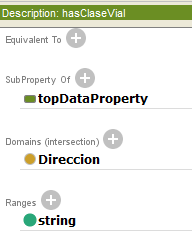 Description: hasClaseVial
Equivalent To
SubProperty Of
topDataProperty
Domains (intersection)
Direccion
Ranges
string